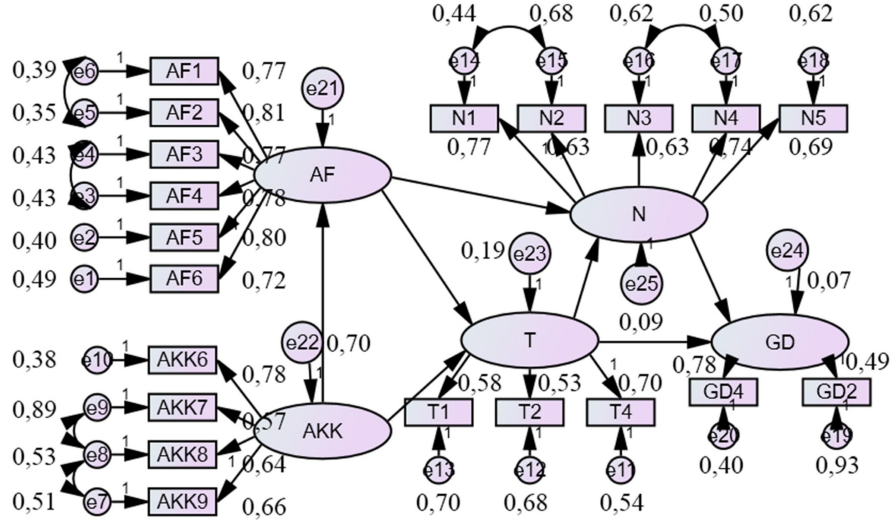 0,44 0,68 0,62 0,50 0,62
e14 e15 e16 e17 e18
1 1 1 1 1
N1 N2 N3 N4 N5
0,77 0,63 0,63 0,74 0,69
0,39 e6 1 AF1 0,77
0,35 e5 1 AF2 0,81
0,43 e4 1 AF3 0,77
0,43 e3 1 AF4 0,78
0,40 e2 1 AF5 0,80
0,49 e1 1 AF6 0,72
e21
1
AF
N
1
e25
0,09
0,19 e23
1
T
e24
1 0,07
GD
0,78 1 0,49
GD4 GD2
1 1
e20 e19
0,40 0,93
e22 0,70
1
AKK
0,38 e10 1 AKK6 0,78
0,89 e9 1 AKK7 0,57
0,53 e8 1 AKK8 0,64
0,51 e7 1 AKK9 1 0,66
0,58 0,53 1 0,70
T1 T2 T4
1 1 1
e13 e12 e11
0,70 0,68 0,54